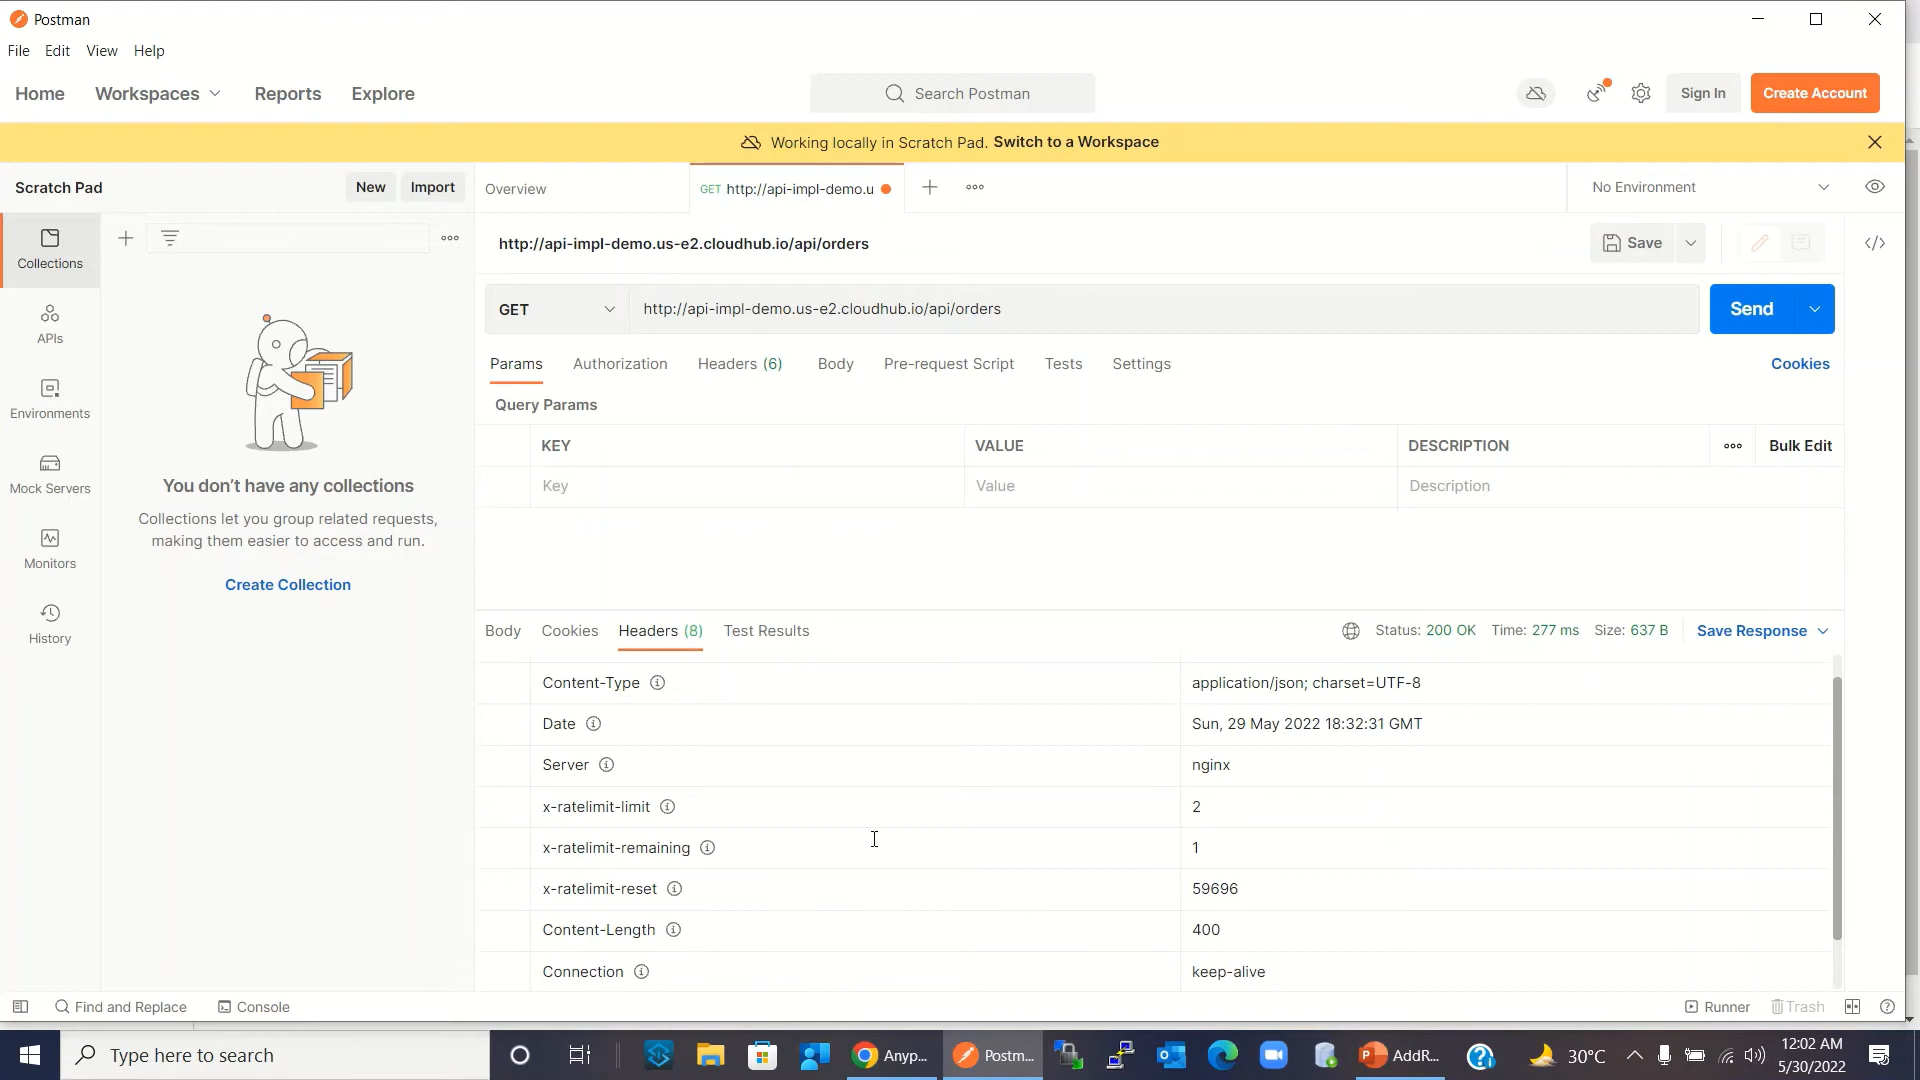 Postman
File Edit View Help
Home Workspaces Reports Explore
Search Postman
Sign In
Create Account
Working locally in Scratch Pad. Switch to a Workspace
Scratch Pad
New
Import
Overview
GET http://api-impl-demo.u
No Environment
Collections
APIs
Environments
Mock Servers
Monitors
History
You don't have any collections
Collections let you group related requests,
making them easier to access and run.
Create Collection
http://api-impl-demo.us-e2.cloudhub.io/api/orders
Save
GET
http://api-impl-demo.us-e2.cloudhub.io/api/orders
Send
Params Authorization Headers (6) Body Pre-request Script Tests Settings
Cookies
Query Params
KEY VALUE DESCRIPTION
Bulk Edit
Key Value Description
Body Cookies Headers (8) Test Results
Status: 200 OK Time: 277 ms Size: 637 B
Save Response
Content-Type application/json; charset=UTF-8
Date Sun, 29 May 2022 18:32:31 GMT
Server nginx
x-ratelimit-limit 2
x-ratelimit-remaining 1
x-ratelimit-reset 59696
Content-Length 400
Connection keep-alive
Find and Replace Console
Runner Trash
Type here to search
Anyp...
Postm...
AddR...
30°C
12:02 AM
5/30/2022